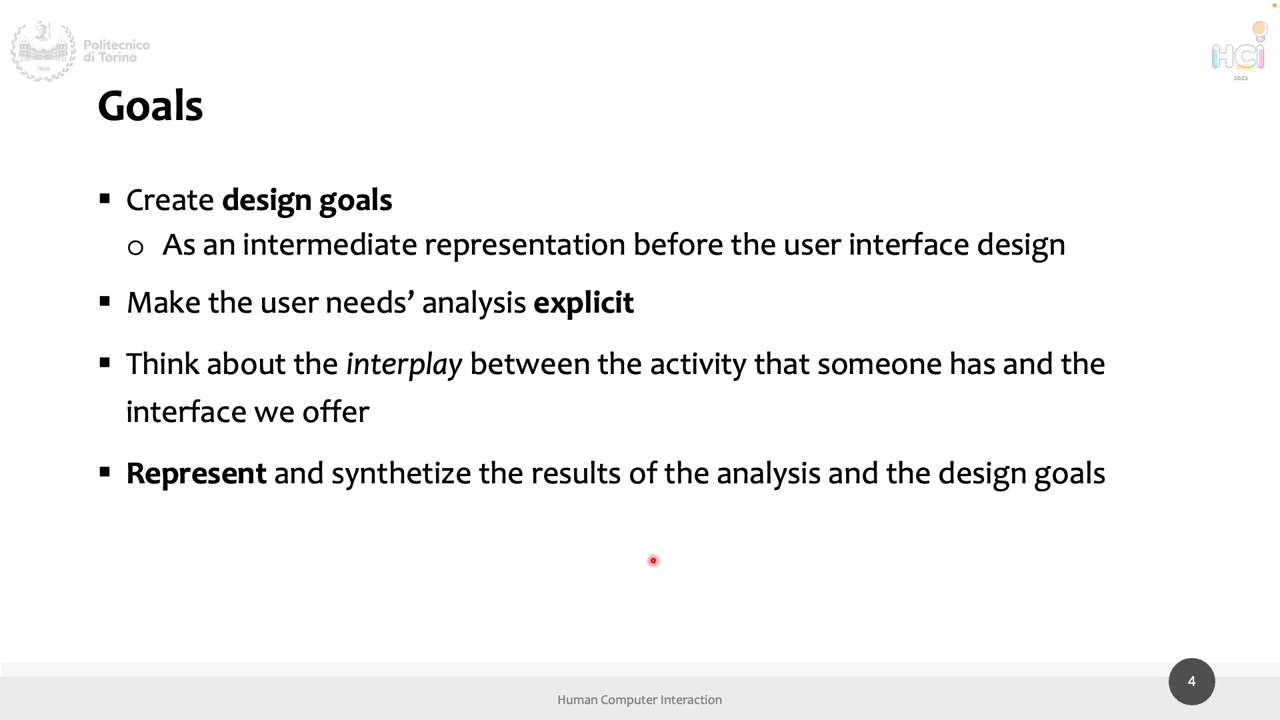 Politecnico
di Torino
1859
HCI
2023
Goals
Create design goals
As an intermediate representation before the user interface design
Make the user needs’ analysis explicit
Think about the interplay between the activity that someone has and the
interface we offer
Represent and synthetize the results of the analysis and the design goals
4
Human Computer Interaction